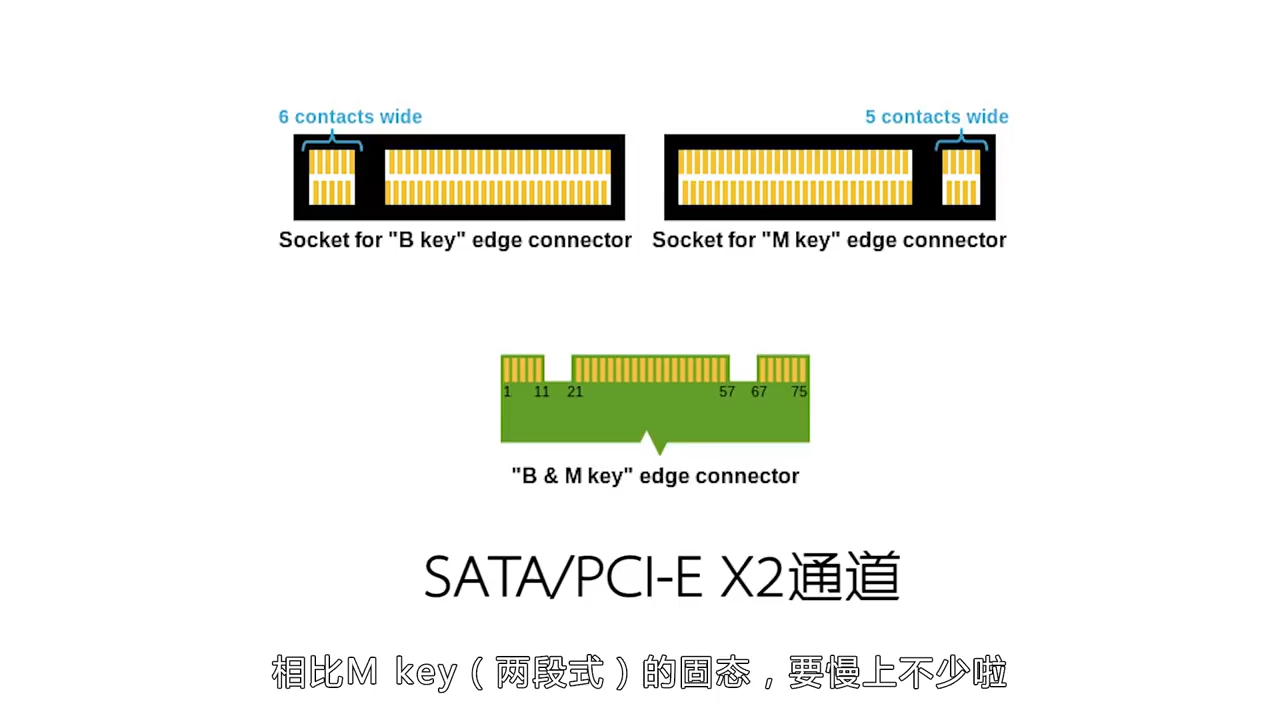 6 contacts wide
5 contacts wide
Socket for "B key" edge connector
Socket for "M key" edge connector
1 11 21 57 67 75
"B & M key" edge connector
SATA/PCI-E X2通道
相比M key（两段式）的固态，要慢上不少啦